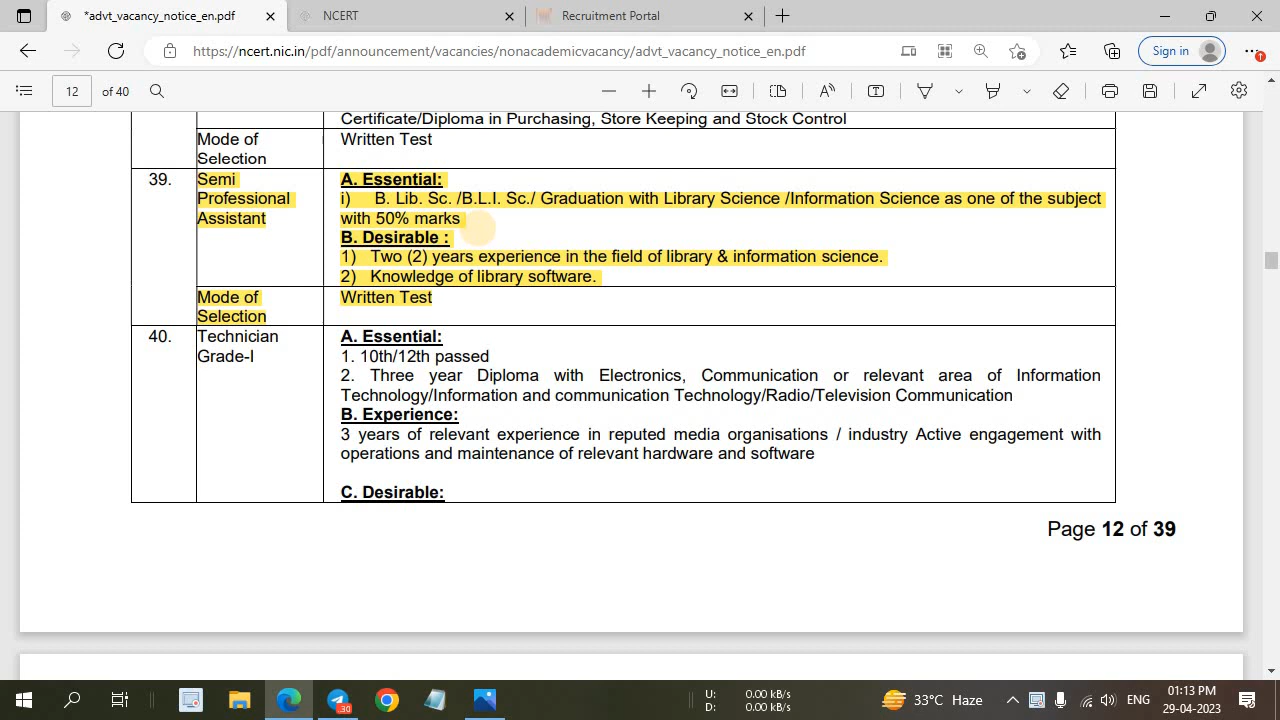 *advt_vacancy_notice_en.pdf
NCERT
Recruitment Portal
https://ncert.nic.in/pdf/announcement/vacancies/nonacademicvacancy/advt_vacancy_notice_en.pdf
Sign in
12 of 40
Certificate/Diploma in Purchasing, Store Keeping and Stock Control
Mode of
Selection
Written Test
39.
Semi
Professional
Assistant
A. Essential:
i) B. Lib. Sc. /B.L.I. Sc./ Graduation with Library Science /Information Science as one of the subject
with 50% marks
B. Desirable :
1) Two (2) years experience in the field of library & information science.
2) Knowledge of library software.
Mode of
Selection
Written Test
40.
Technician
Grade-I
A. Essential:
1. 10th/12th passed
2. Three year Diploma with Electronics, Communication or relevant area of Information
Technology/Information and communication Technology/Radio/Television Communication
B. Experience:
3 years of relevant experience in reputed media organisations / industry Active engagement with
operations and maintenance of relevant hardware and software
C. Desirable:
Page 12 of 39
30
U: 0.00 kB/s
D: 0.00 kB/s
33°C Haze
ENG
01:13 PM
29-04-2023